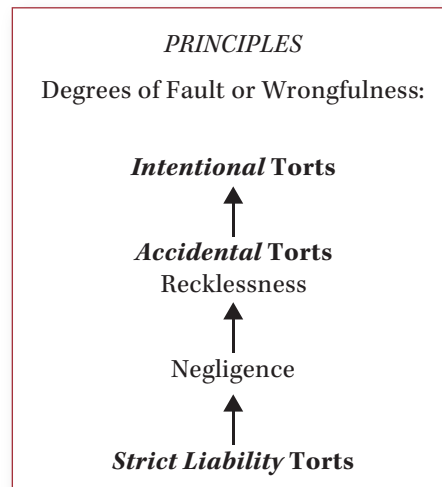 PRINCIPLES
Degrees of Fault or Wrongfulness:
Intentional Torts
Accidental Torts
Recklessness
Negligence
Strict Liability Torts